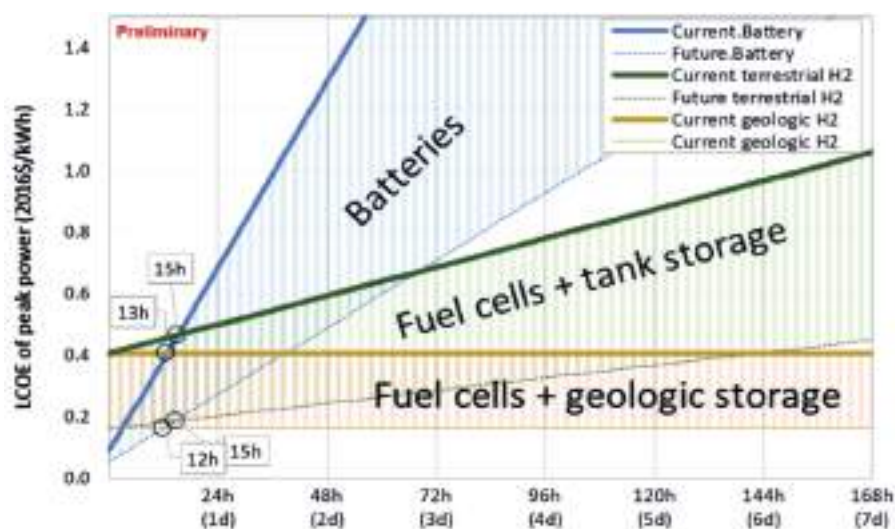 Preliminary
Current.Battery
Future.Battery
Current terrestrial H2
Future terrestrial H2
Current geologic H2
Current geologic H2
LCOE of peak power (2016$/kWh)
1.4
1.2
1.0
0.8
0.6
0.4
0.2
0.0
Batteries
15h
13h
Fuel cells + tank storage
Fuel cells + geologic storage
12h
15h
24h
(1d)
48h
(2d)
72h
(3d)
96h
(4d)
120h
(5d)
144h
(6d)
168h
(7d)